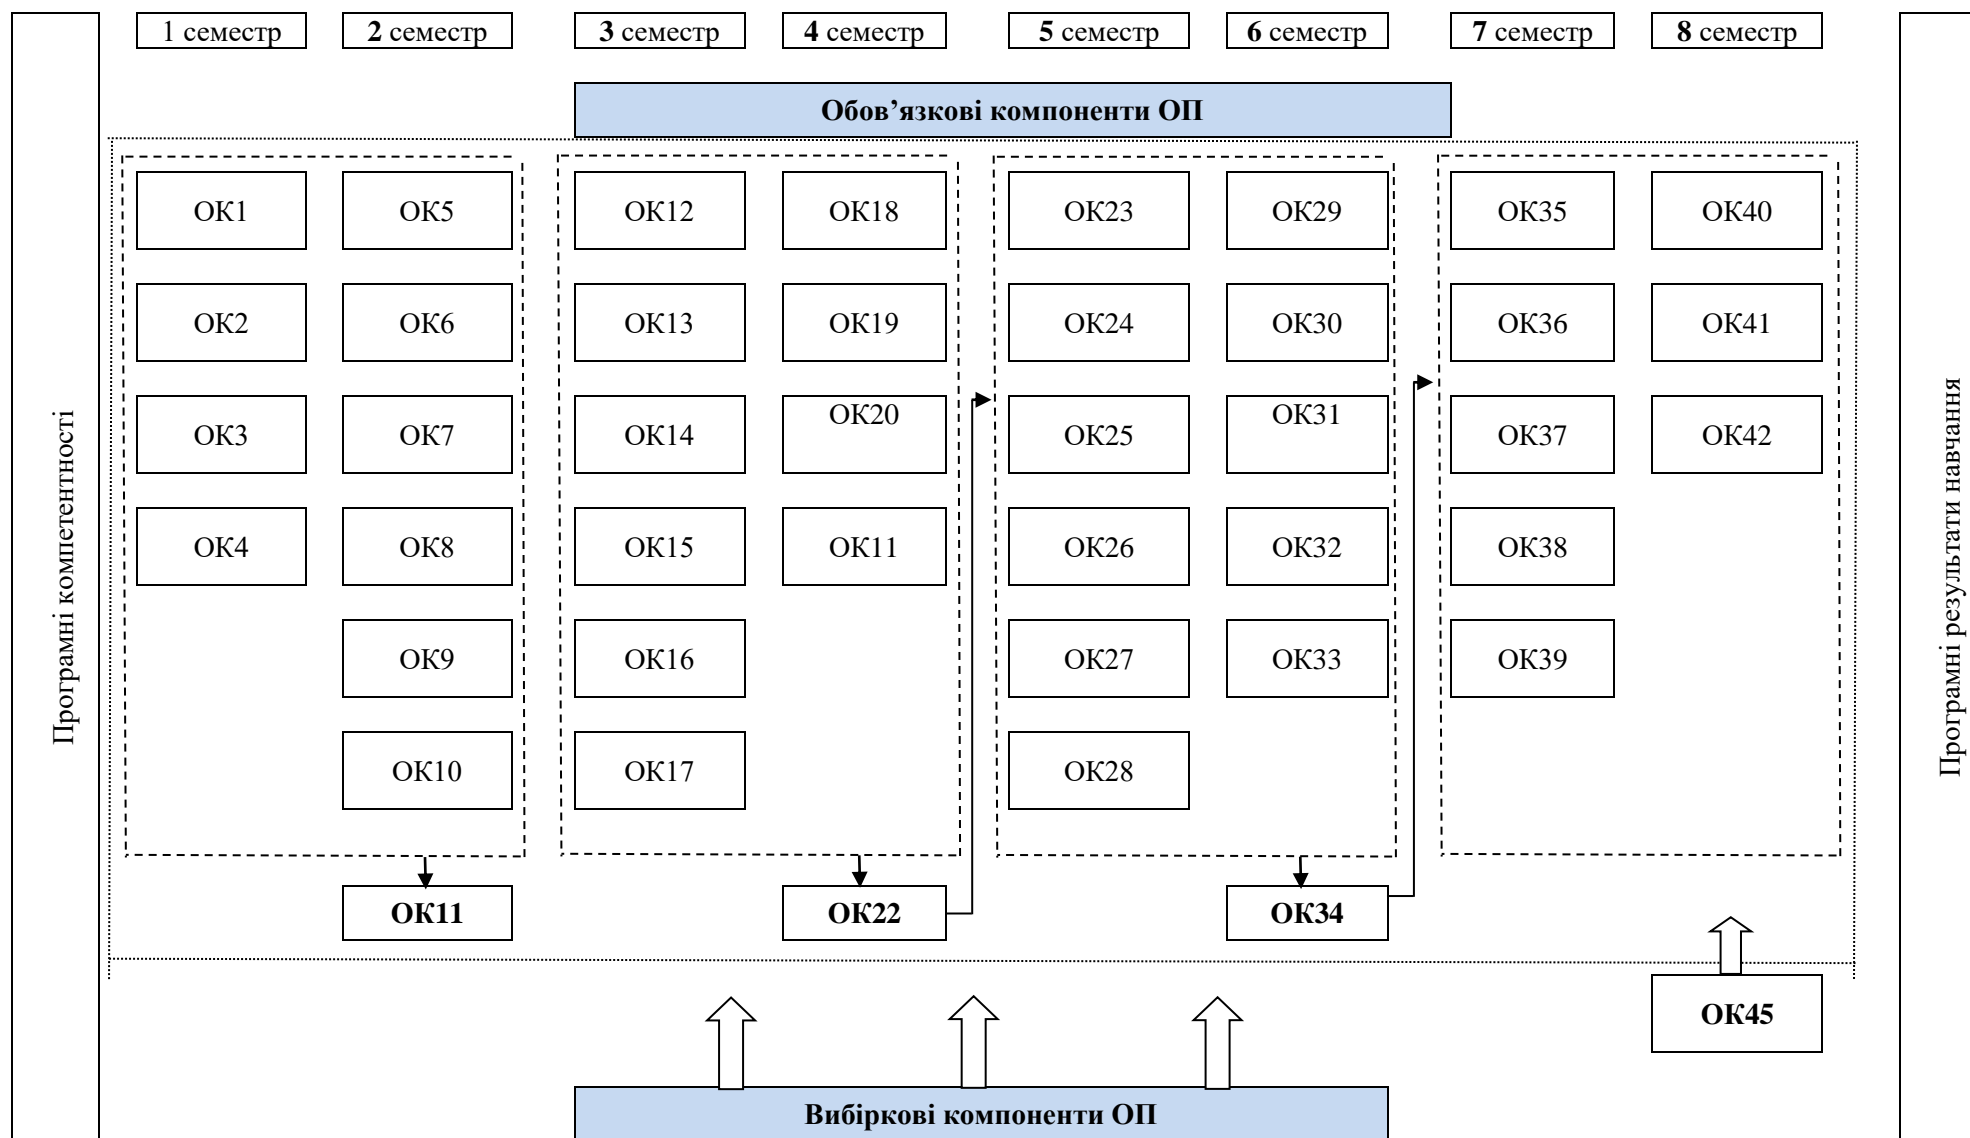 1 семестр 2 семестр 3 семестр 4 семестр 5 семестр 6 семестр 7 семестр 8 семестр
Обов’язкові компоненти ОП
ОК1 ОК5 ОК12 ОК18 ОК23 ОК29 ОК35 ОК40
ОК2 ОК6 ОК13 ОК19 ОК24 ОК30 ОК36 ОК41
ОК3 ОК7 ОК14 ОК20 ОК25 ОК31 ОК37 ОК42
ОК4 ОК8 ОК15 ОК11 ОК26 ОК32 ОК38
ОК9 ОК16 ОК27 ОК33 ОК39
ОК10 ОК17 ОК28
ОК11 ОК22 ОК34
ОК45
Вибіркові компоненти ОП
Програмні компетентності
Програмні результати навчання